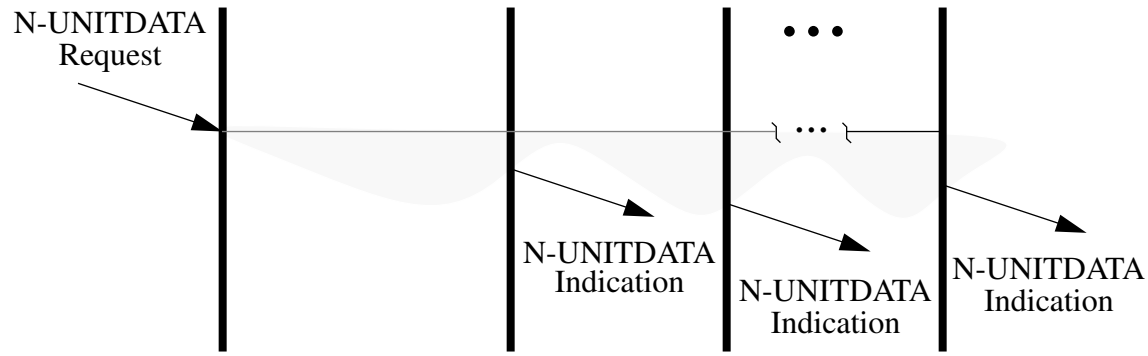 N-UNITDATA
Request
N-UNITDATA
Indication
N-UNITDATA
Indication
N-UNITDATA
Indication